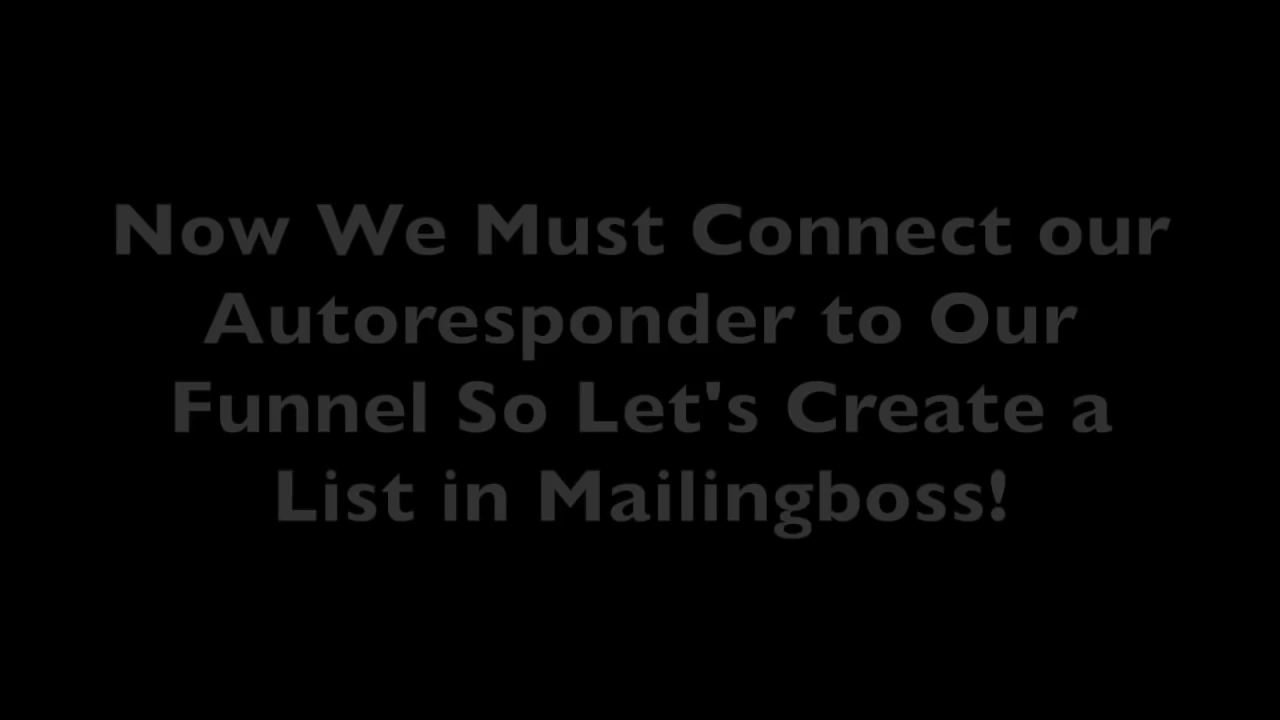 Now We Must Connect our
Autoresponder to Our
Funnel So Let's Create a
List in Mailingboss!